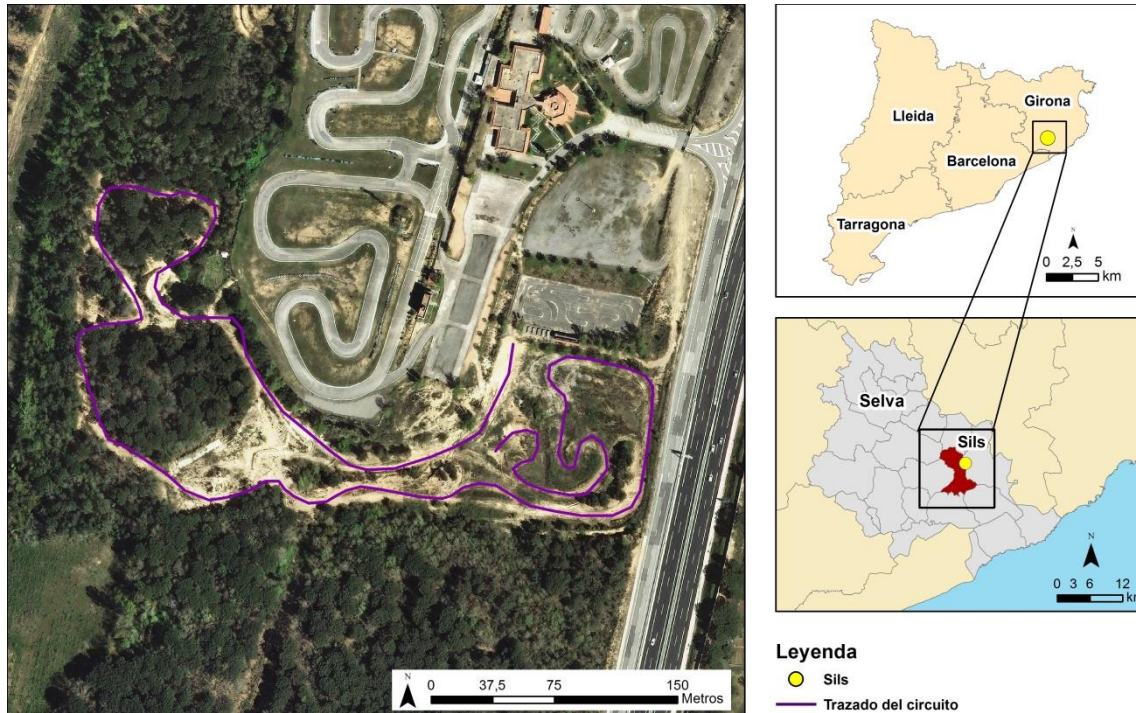 N
0 37,5 75 150
Metros
Lleida
Girona
Barcelona
Tarragona
N
0 2,5 5
km
Selva
Sils
N
0 3 6 12
km
Leyenda
Sils
Trazado del circuito